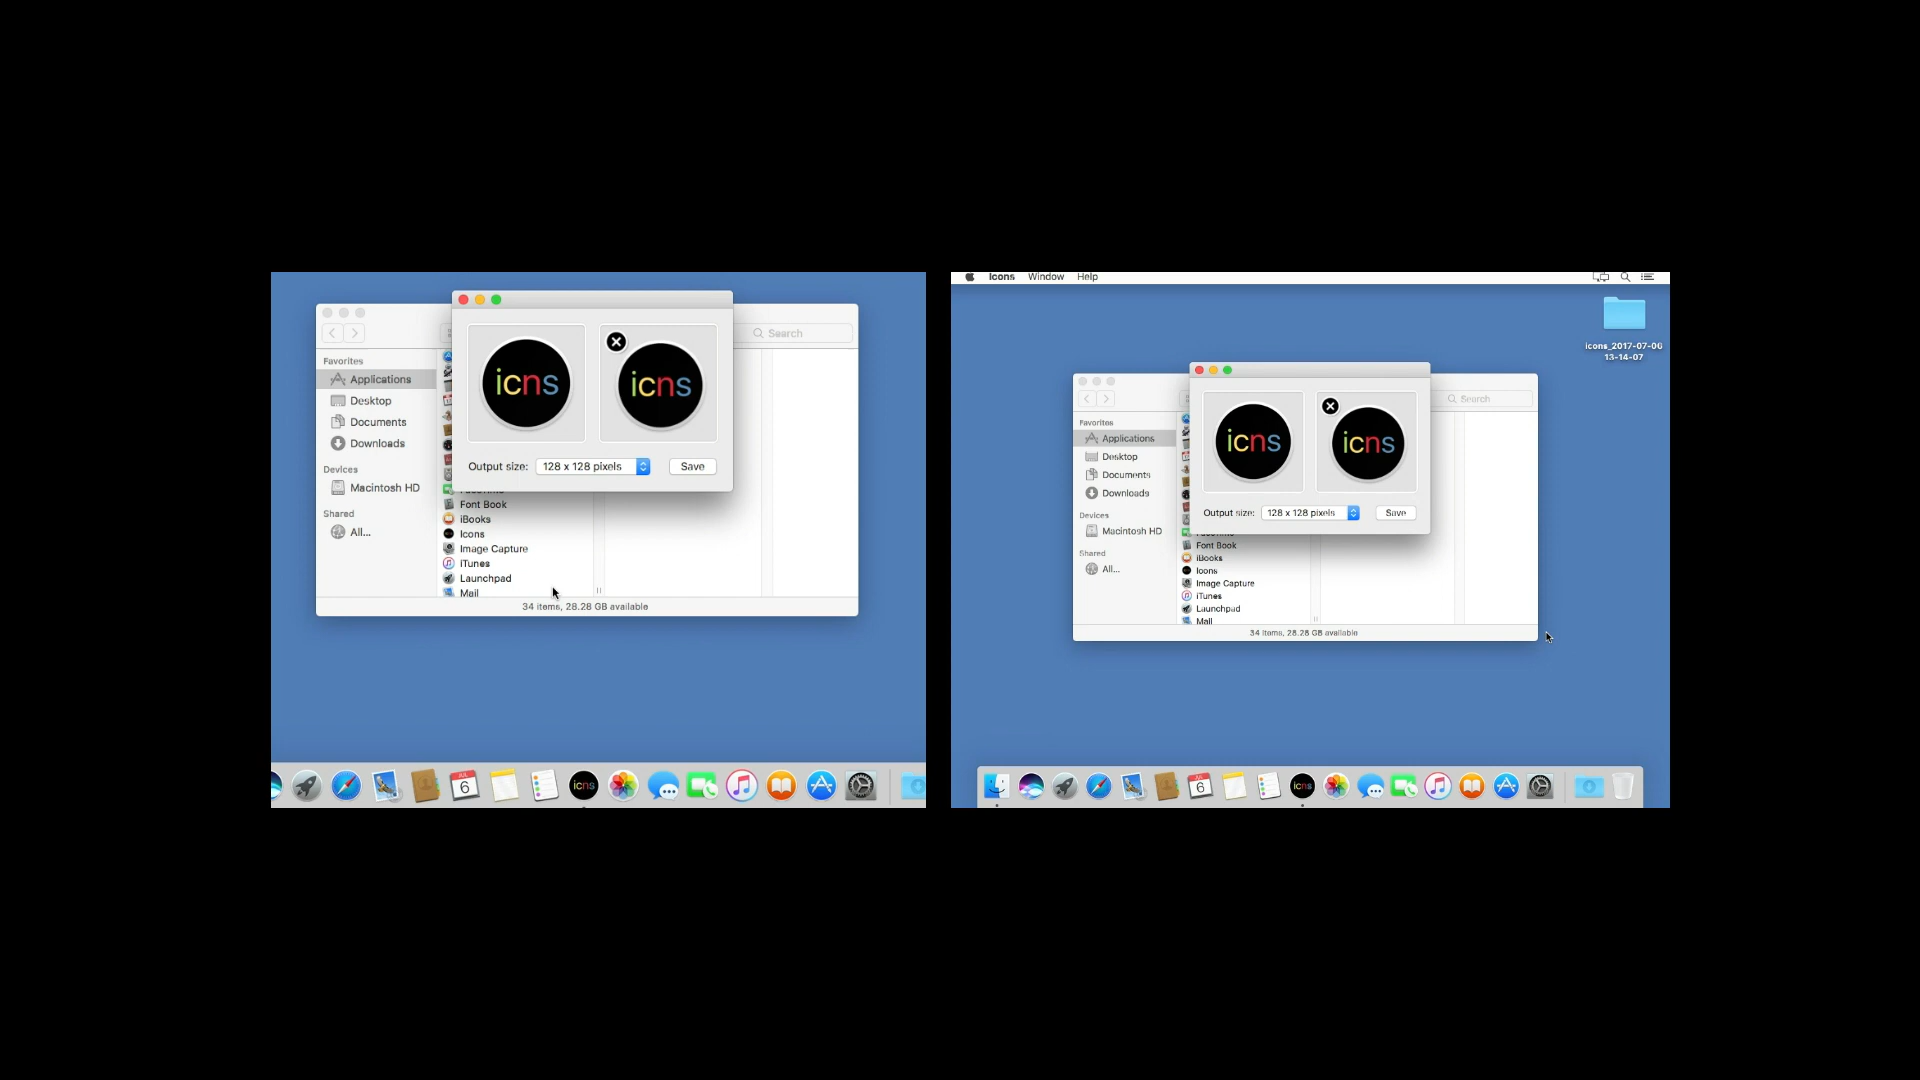 Search
Favorites
Applications
Desktop
Documents
Downloads
Devices
Macintosh HD
Shared
All...
icns
icns
Output size: 128 x 128 pixels Save
Font Book
iBooks
Icons
Image Capture
iTunes
Launchpad
Mail
34 items, 28.28 GB available
JUL
6
icns
Icons Window Help
icons_2017-07-06
13-14-07
Search
Favorites
Applications
Desktop
Documents
Downloads
Devices
Macintosh HD
Shared
All...
icns
icns
Output size: 128 x 128 pixels Save
Font Book
iBooks
Icons
Image Capture
iTunes
Launchpad
Mail
34 items, 28.28 GB available
6
icns